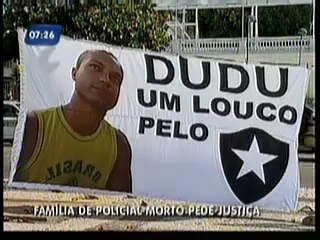 07:26
DUDU
UM LOUCO
PELO
BRASIL
FAMÍLIA DE POLICIAL MORTO PEDE JUSTIÇA